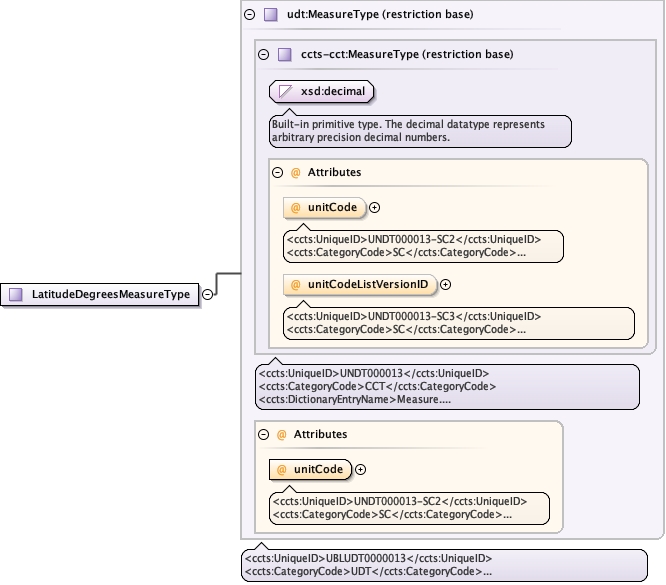 udt:MeasureType (restriction base)
ccts-cct:MeasureType (restriction base)
xsd:decimal
Built-in primitive type. The decimal datatype represents
arbitrary precision decimal numbers.
@ Attributes
@ unitCode
<ccts:UniqueID>UNDT000013-SC2</ccts:UniqueID>
<ccts:CategoryCode>SC</ccts:CategoryCode>...
@ unitCodeListVersionID
<ccts:UniqueID>UNDT000013-SC3</ccts:UniqueID>
<ccts:CategoryCode>SC</ccts:CategoryCode>...
LatitudeDegreesMeasureType
<ccts:UniqueID>UNDT000013</ccts:UniqueID>
<ccts:CategoryCode>CCT</ccts:CategoryCode>
<ccts:DictionaryEntryName>Measure....
@ Attributes
@ unitCode
<ccts:UniqueID>UNDT000013-SC2</ccts:UniqueID>
<ccts:CategoryCode>SC</ccts:CategoryCode>...
<ccts:UniqueID>UBLUDT0000013</ccts:UniqueID>
<ccts:CategoryCode>UDT</ccts:CategoryCode>...